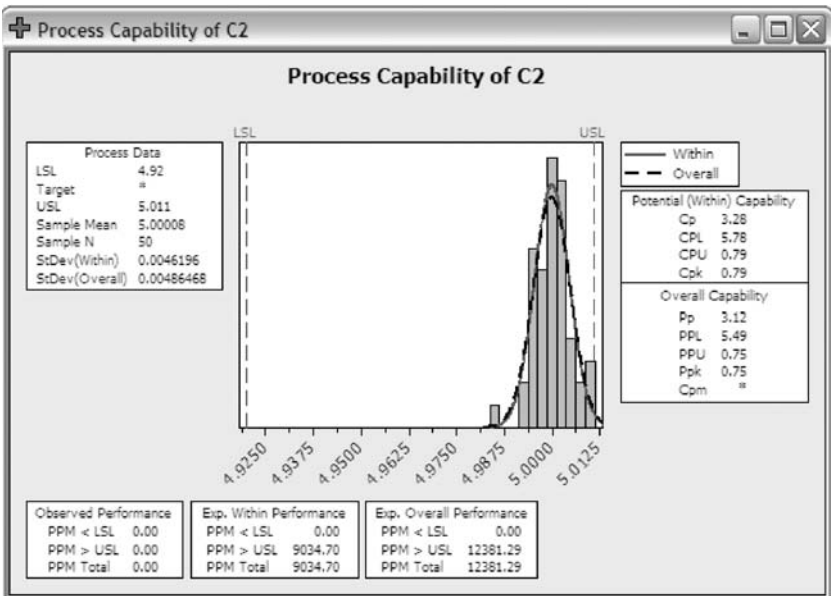 Process Capability of C2
Process Capability of C2
LSL USL
Process Data
LSL 4.92
Target *
USL 5.011
Sample Mean 5.00008
Sample N 50
StDev(Within) 0.0046196
StDev(Overall) 0.00486468
Within
Overall
Potential (Within) Capability
Cp 3.28
CPL 5.78
CPU 0.79
Cpk 0.79
Overall Capability
Pp 3.12
PPL 5.49
PPU 0.75
Ppk 0.75
Cpm *
4.9250 4.9375 4.9500 4.9625 4.9750 4.9875 5.0000 5.0125
Observed Performance
PPM < LSL 0.00
PPM > USL 0.00
PPM Total 0.00
Exp. Within Performance
PPM < LSL 0.00
PPM > USL 9034.70
PPM Total 9034.70
Exp. Overall Performance
PPM < LSL 0.00
PPM > USL 12381.29
PPM Total 12381.29